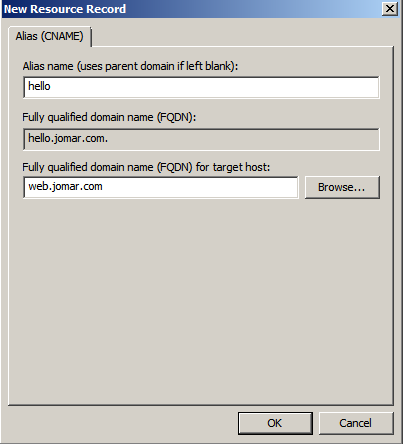 New Resource Record
Alias (CNAME)
Alias name (uses parent domain if left blank):
hello
Fully qualified domain name (FQDN):
hello.jomar.com.
Fully qualified domain name (FQDN) for target host:
web.jomar.com
Browse...
OK
Cancel